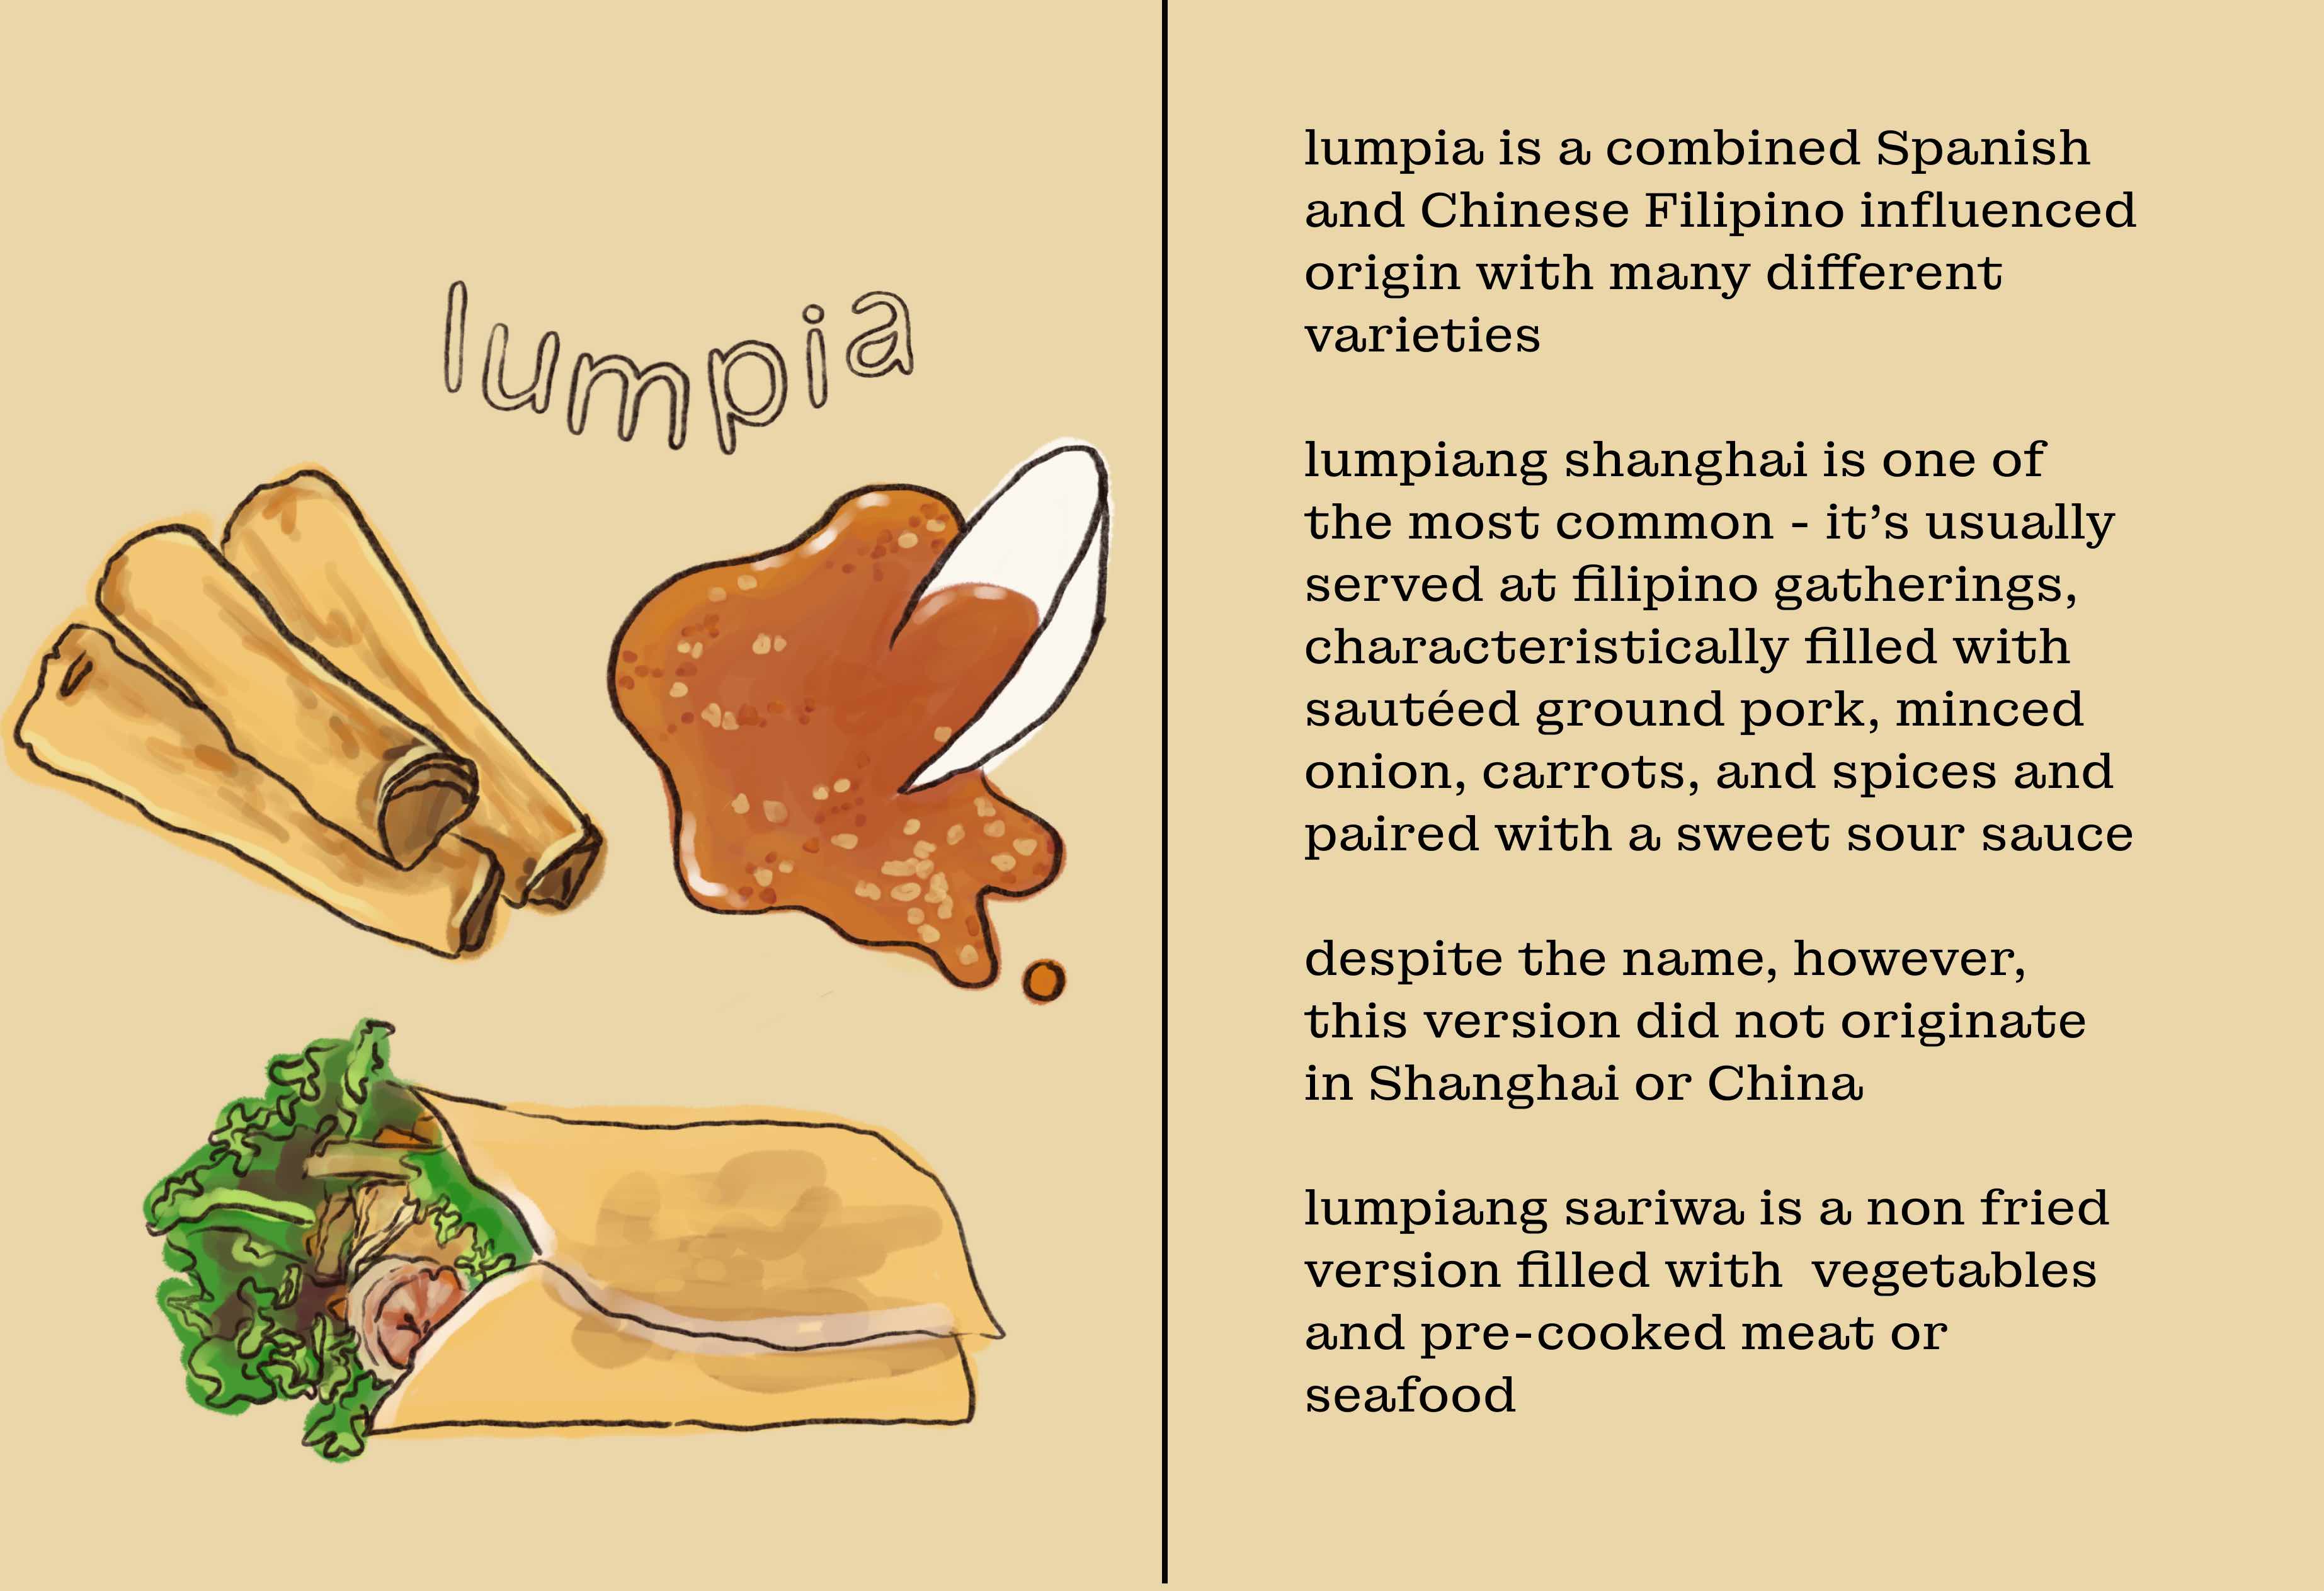 lumpia
lumpia is a combined Spanish
and Chinese Filipino influenced
origin with many different
varieties
lumpiang shanghai is one of
the most common - it's usually
served at filipino gatherings,
characteristically filled with
sautéed ground pork, minced
onion, carrots, and spices and
paired with a sweet sour sauce
despite the name, however,
this version did not originate
in Shanghai or China
lumpiang sariwa is a non fried
version filled with  vegetables
and pre-cooked meat or
seafood